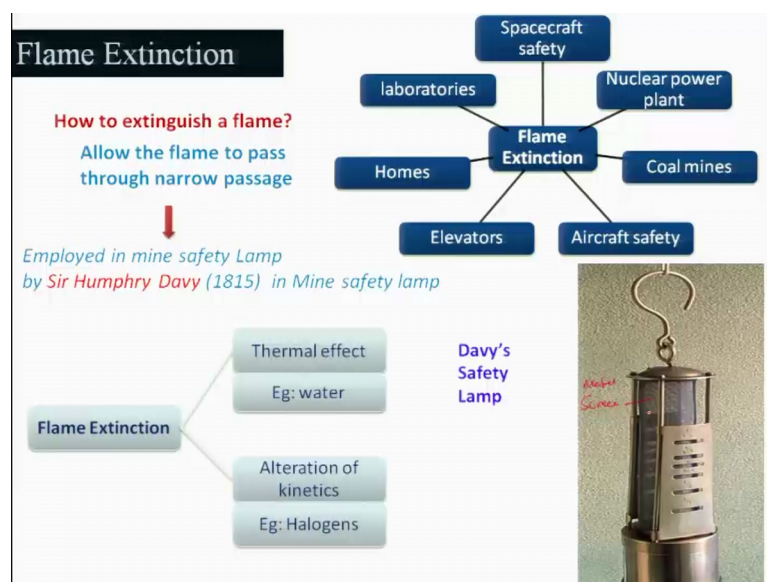 Flame Extinction
How to extinguish a flame?
Allow the flame to pass
through narrow passage
Employed in mine safety Lamp
by Sir Humphry Davy (1815) in Mine safety lamp
Spacecraft
safety
laboratories
Nuclear power
plant
Flame
Extinction
Homes
Coal mines
Elevators
Aircraft safety
Flame Extinction
Thermal effect
Eg: water
Alteration of
kinetics
Eg: Halogens
Davy's
Safety
Lamp